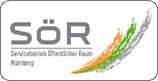 SÖR
Servicebetrieb Öffentlicher Raum
Nürnberg